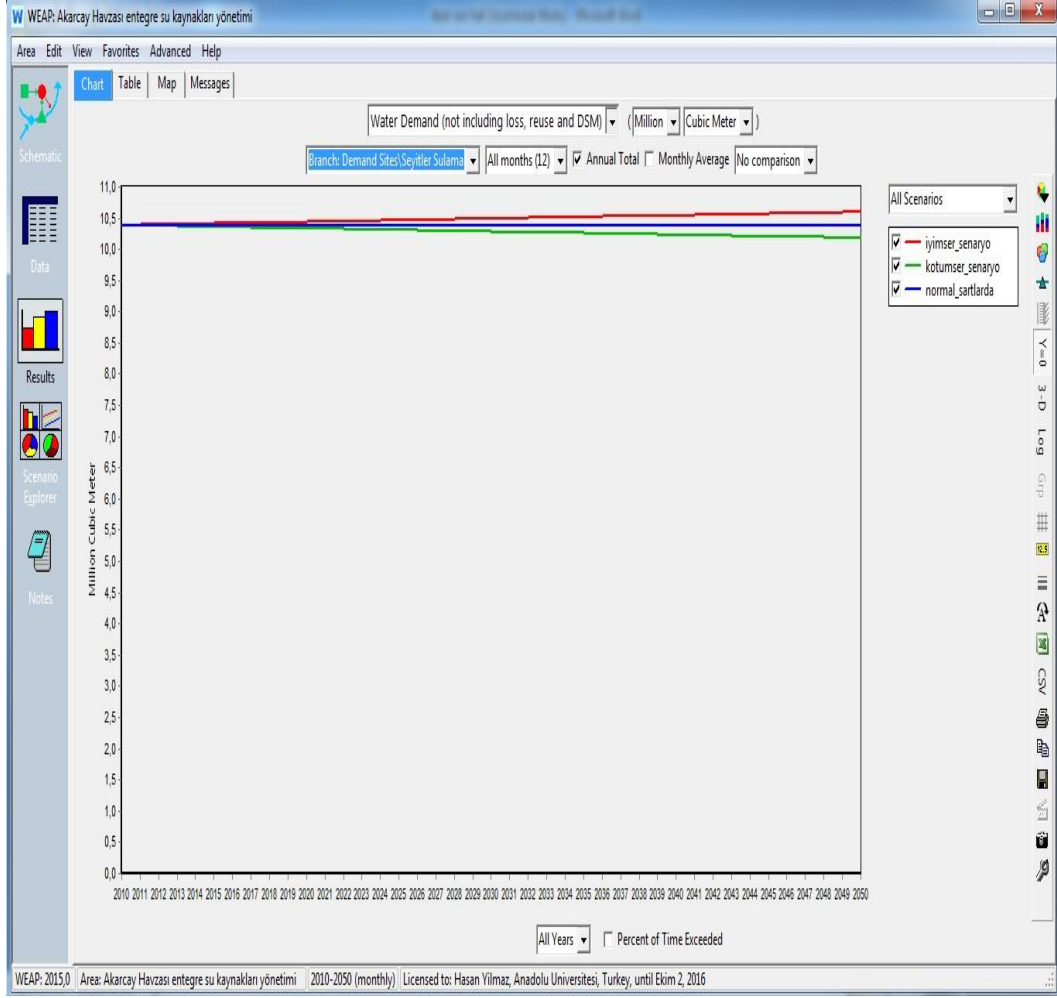 WEAP: Akarcay Havzası entegre su kaynakları yönetimi
Area Edit View Favorites Advanced Help
Chart Table Map Messages
Water Demand (not including loss, reuse and DSM) ( Million Cubic Meter )
Branch: Demand Sites\Seyitler Sulama All months (12) Annual Total Monthly Average No comparison
Schematic
Data
Results
Scenario
Explorer
Notes
All Scenarios
iyimser_senaryo
kotumser_senaryo
normal_sartlarda
Y=0
3-D
Log
Grp
12.5
CSV
Million Cubic Meter
11,0
10,5
10,0
9,5
9,0
8,5
8,0
7,5
7,0
6,5
6,0
5,5
5,0
4,5
4,0
3,5
3,0
2,5
2,0
1,5
1,0
0,5
0,0
2010 2011 2012 2013 2014 2015 2016 2017 2018 2019 2020 2021 2022 2023 2024 2025 2026 2027 2028 2029 2030 2031 2032 2033 2034 2035 2036 2037 2038 2039 2040 2041 2042 2043 2044 2045 2046 2047 2048 2049 2050
All Years Percent of Time Exceeded
WEAP: 2015,0 Area: Akarcay Havzası entegre su kaynakları yönetimi 2010-2050 (monthly) Licensed to: Hasan Yilmaz, Anadolu Universitesi, Turkey, until Ekim 2, 2016